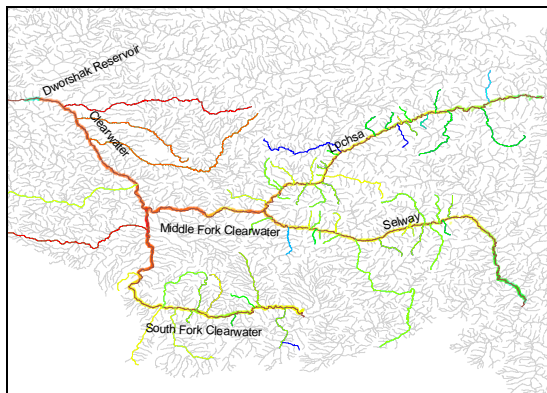 Dworshak Reservoir
Clearwater
Lochsa
Selway
Middle Fork Clearwater
South Fork Clearwater